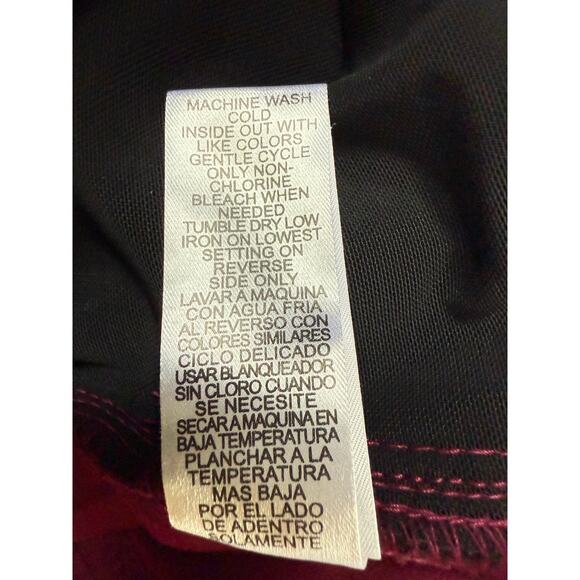 MACHINE WASH
COLD
INSIDE OUT WITH
LIKE COLORS
GENTLE CYCLE
ONLY NON-
CHLORINE
BLEACH WHEN
NEEDED
TUMBLE DRY LOW
IRON ON LOWEST
SETTING ON
REVERSE
SIDE ONLY
LAVAR A MAQUINA
CON AGUA FRIA
AL REVERSO CON
COLORES SIMILARES
CICLO DELICADO
USAR BLANQUEADOR
SIN CLORO CUANDO
SE NECESITE
SECAR A MAQUINA EN
BAJA TEMPERATURA
PLANCHAR A LA
TEMPERATURA
MAS BAJA
POR EL LADO
DE ADENTRO
SOLAMENTE